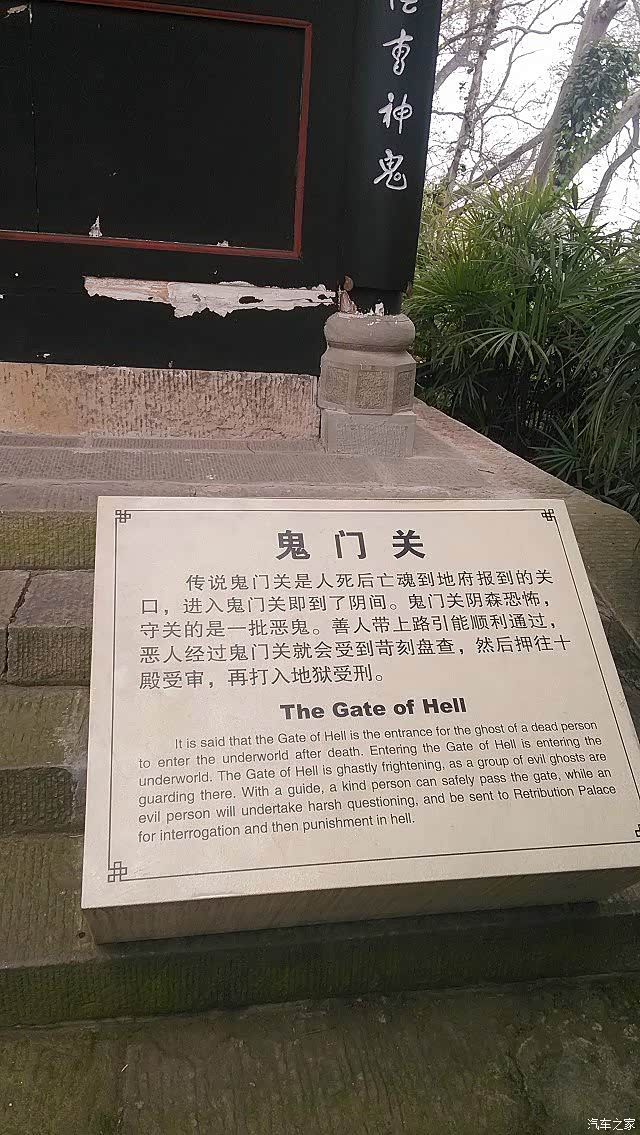 事神鬼
鬼门关
传说鬼门关是人死后亡魂到地府报到的关
口，进入鬼门关即到了阴间。鬼门关阴森恐怖，
守关的是一批恶鬼。善人带上路引能顺利通过，
恶人经过鬼门关就会受到苛刻盘查，然后押往十
殿受审，再打入地狱受刑。
The Gate of Hell
It is said that the Gate of Hell is the entrance for the ghost of a dead person
to enter the underworld after death. Entering the Gate of Hell is entering the
underworld. The Gate of Hell is ghastly frightening, as a group of evil ghosts are
guarding there. With a guide, a kind person can safely pass the gate, while an
evil person will undertake harsh questioning, and be sent to Retribution Palace
for interrogation and then punishment in hell.
汽车之家